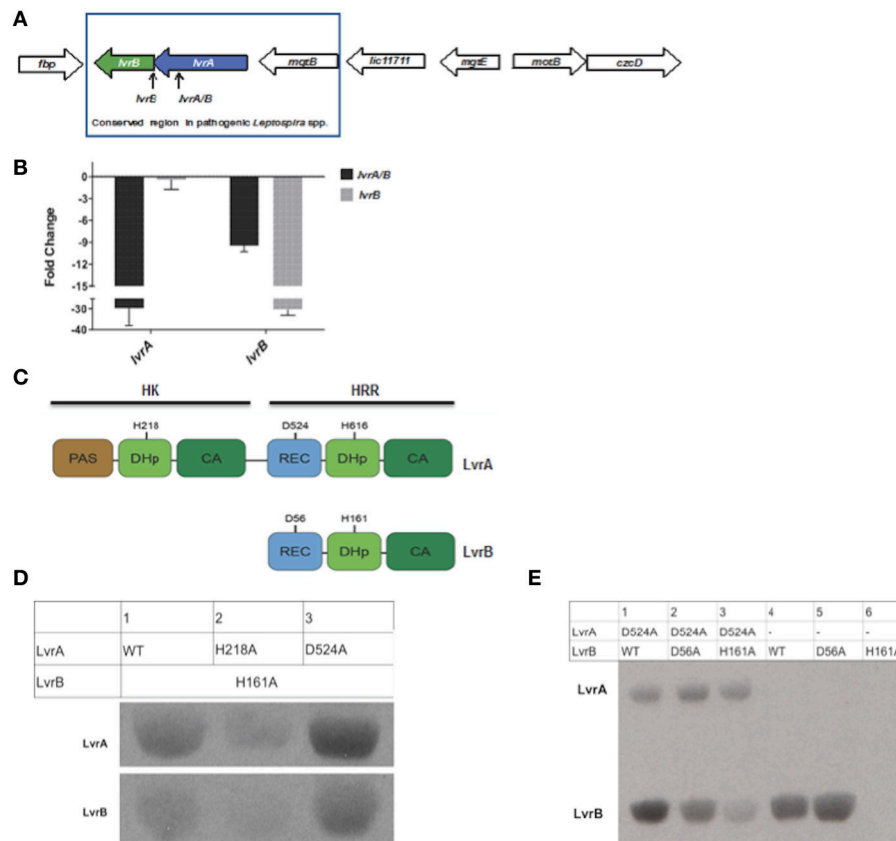 A
fbp lvrB lvrA mqtB lic11711 mgtE motB czcD
lvrB lvrA/B
Conserved region in pathogenic Leptospira spp.
B
Fold Change
0
-3
-6
-9
-12
-15
-30
-40
lvrA/B
lvrB
lvrA lvrB
C
HK HRR
H218 D524 H616
PAS DHp CA REC DHp CA LvrA
D56 H161
REC DHp CA LvrB
D
1 2 3
LvrA WT H218A D524A
LvrB H161A
LvrA
LvrB
E
1 2 3 4 5 6
LvrA D524A D524A D524A - - -
LvrB WT D56A H161A WT D56A H161A
LvrA
LvrB